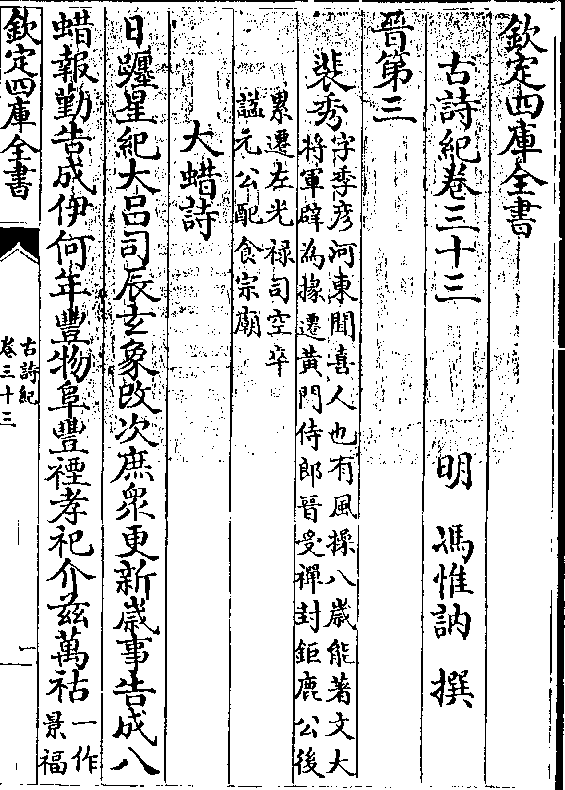 欽定四庫全書
古詩紀卷三十三
明 馮惟訥 撰
晉第三
裴秀
字季彥河東聞喜人也有風操八歲能著文大
將軍辟為掾遷黃門侍郎晉受禪封鉅鹿公後
累遷左光祿司空卒
諡元公配食宗廟
大蜡詩
日躔星紀大呂司辰玄象改次庶衆更新歲事告成八
蜡報勤告成伊何年豐物阜豐禋孝祀介兹萬祜
一作
景福
欽定四庫全書
古詩紀
卷三十三
一